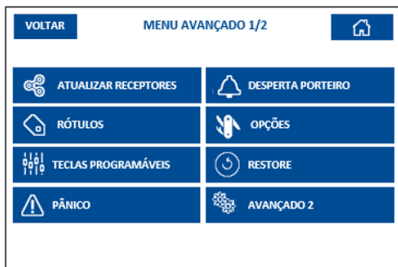 VOLTAR
MENU AVANÇADO 1/2
ATUALIZAR RECEPTORES
DESPERTA PORTEIRO
RÓTULOS
OPÇÕES
TECLAS PROGRAMÁVEIS
RESTORE
PÂNICO
AVANÇADO 2